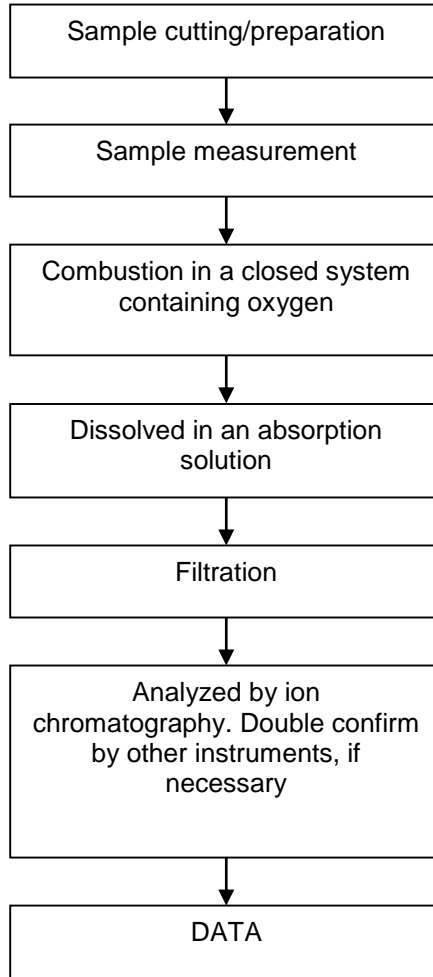 Sample cutting/preparation
Sample measurement
Combustion in a closed system
containing oxygen
Dissolved in an absorption
solution
Filtration
Analyzed by ion
chromatography. Double confirm
by other instruments, if
necessary
DATA